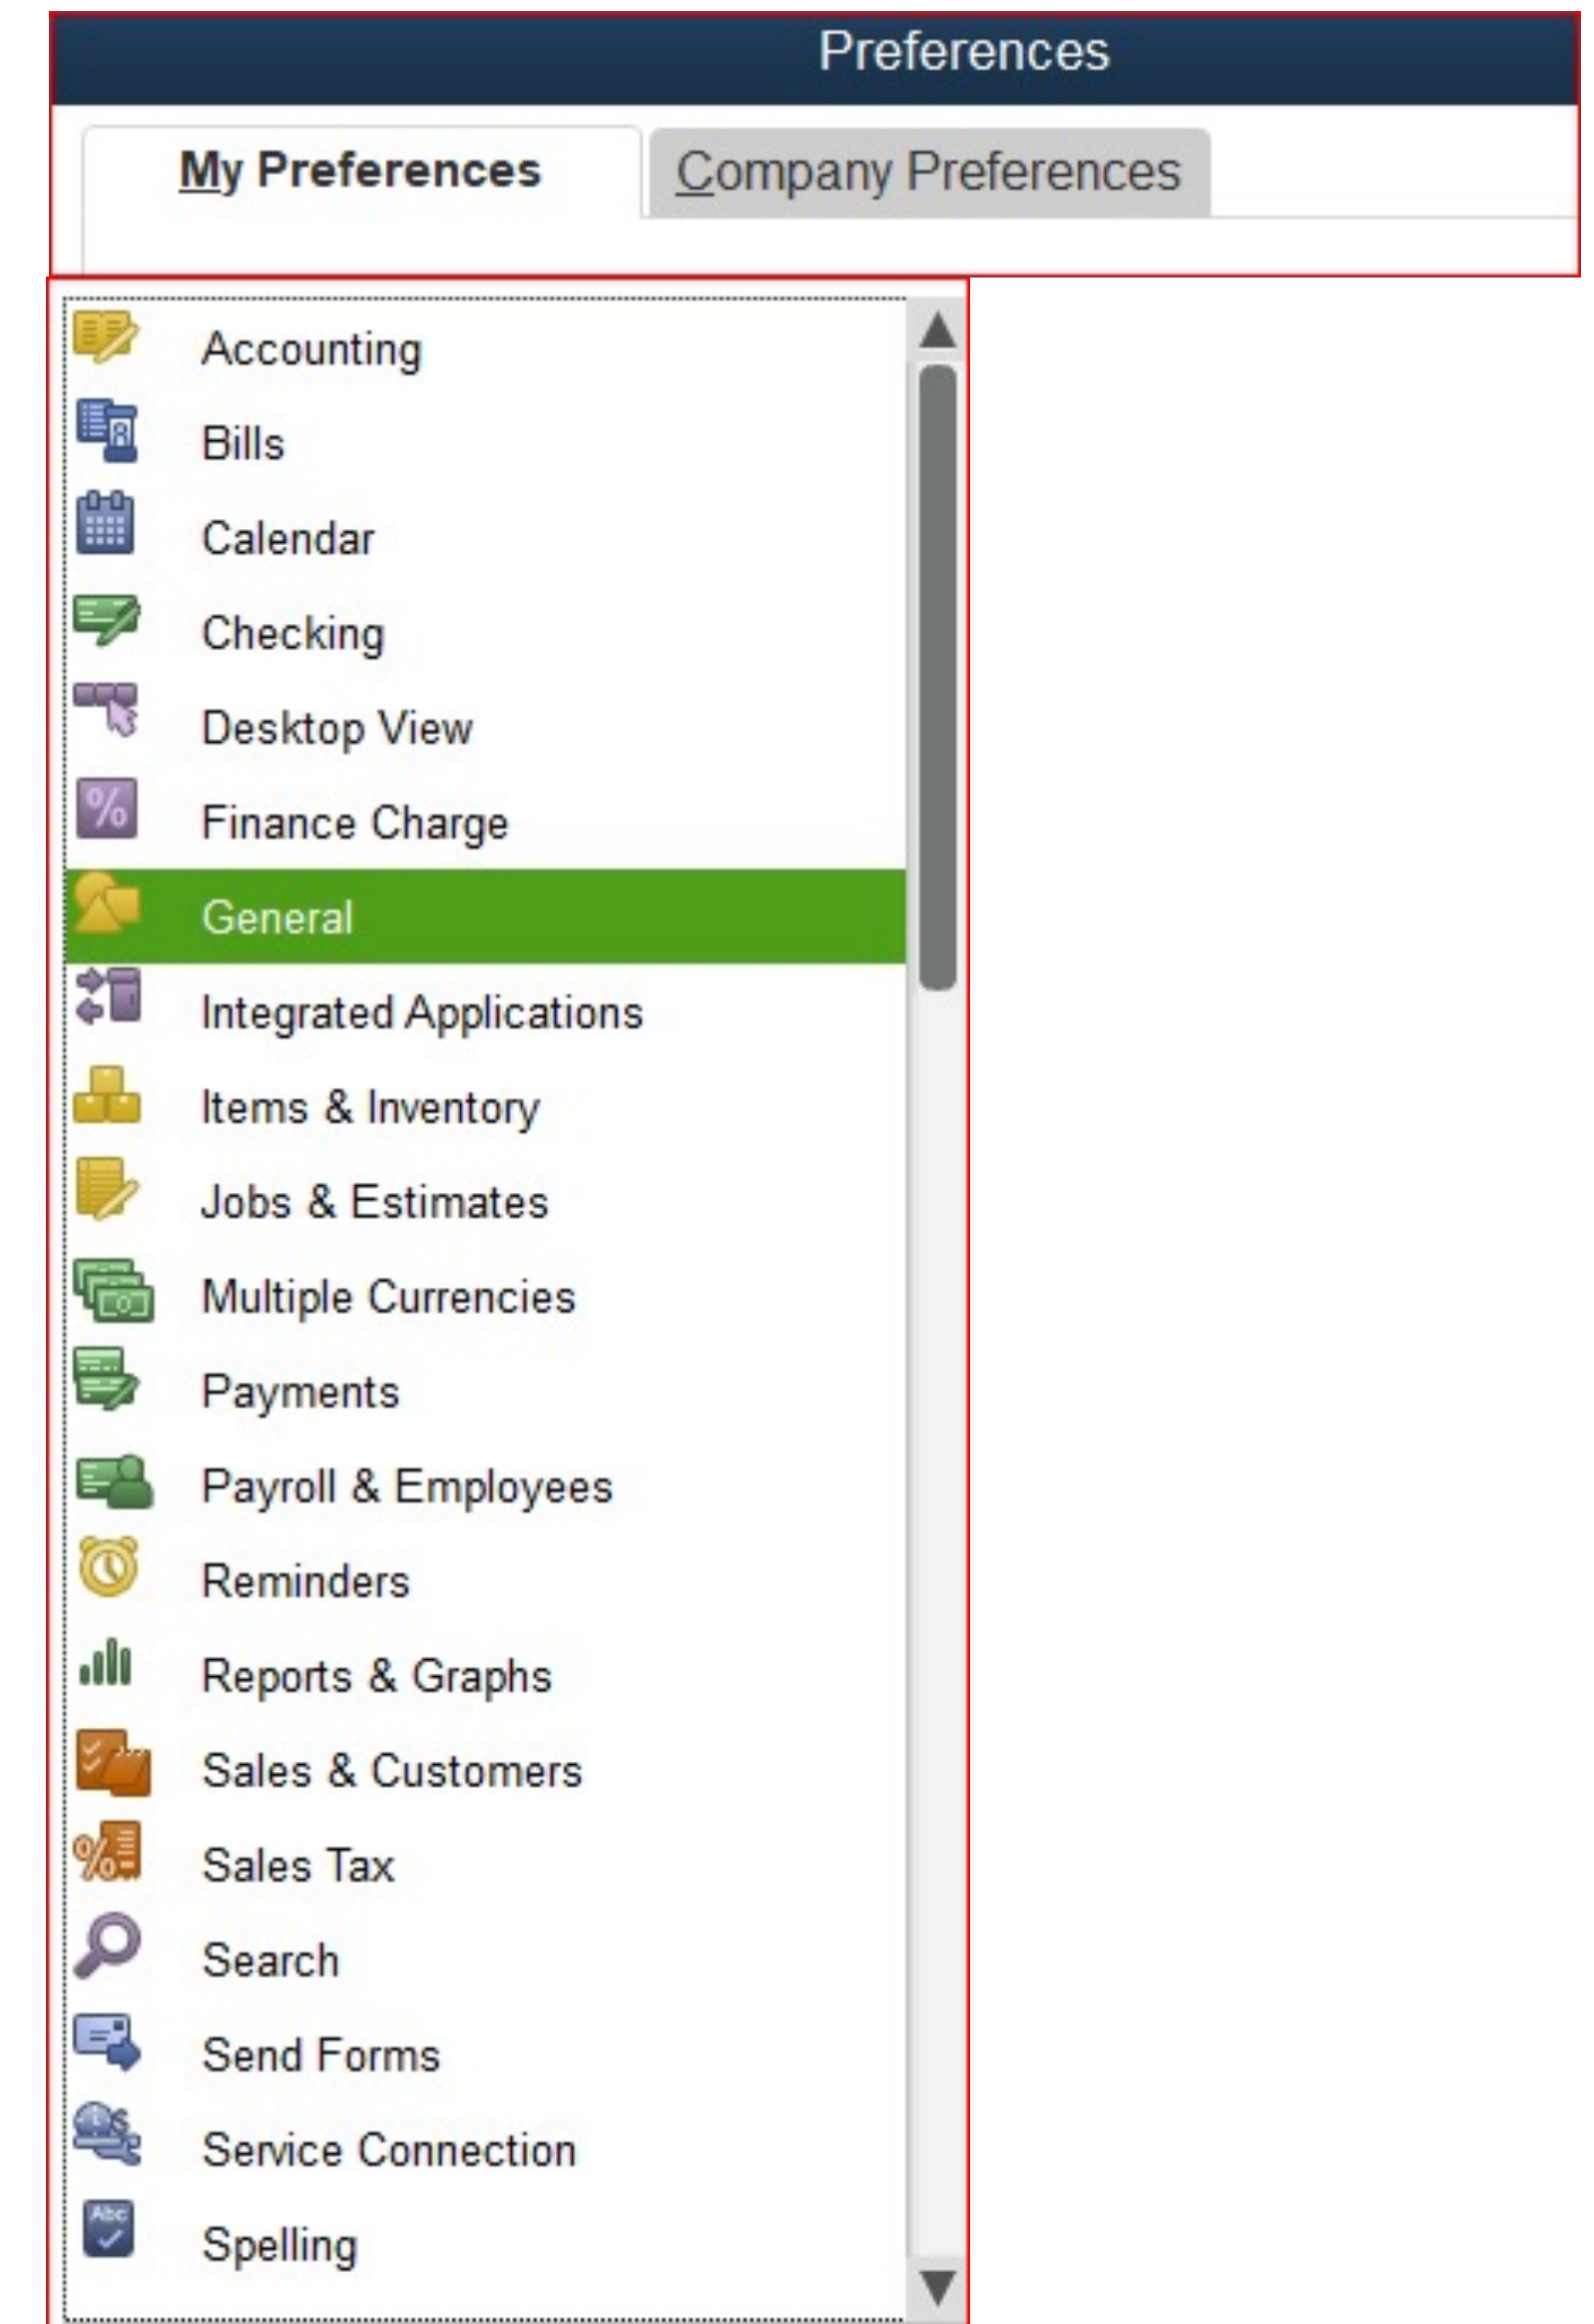 Preferences
My Preferences Company Preferences
Accounting
Bills
Calendar
Checking
Desktop View
%
Finance Charge
General
Integrated Applications
Items & Inventory
Jobs & Estimates
Multiple Currencies
Payments
Payroll & Employees
Reminders
Reports & Graphs
Sales & Customers
%
Sales Tax
Search
Send Forms
Service Connection
Abc
Spelling